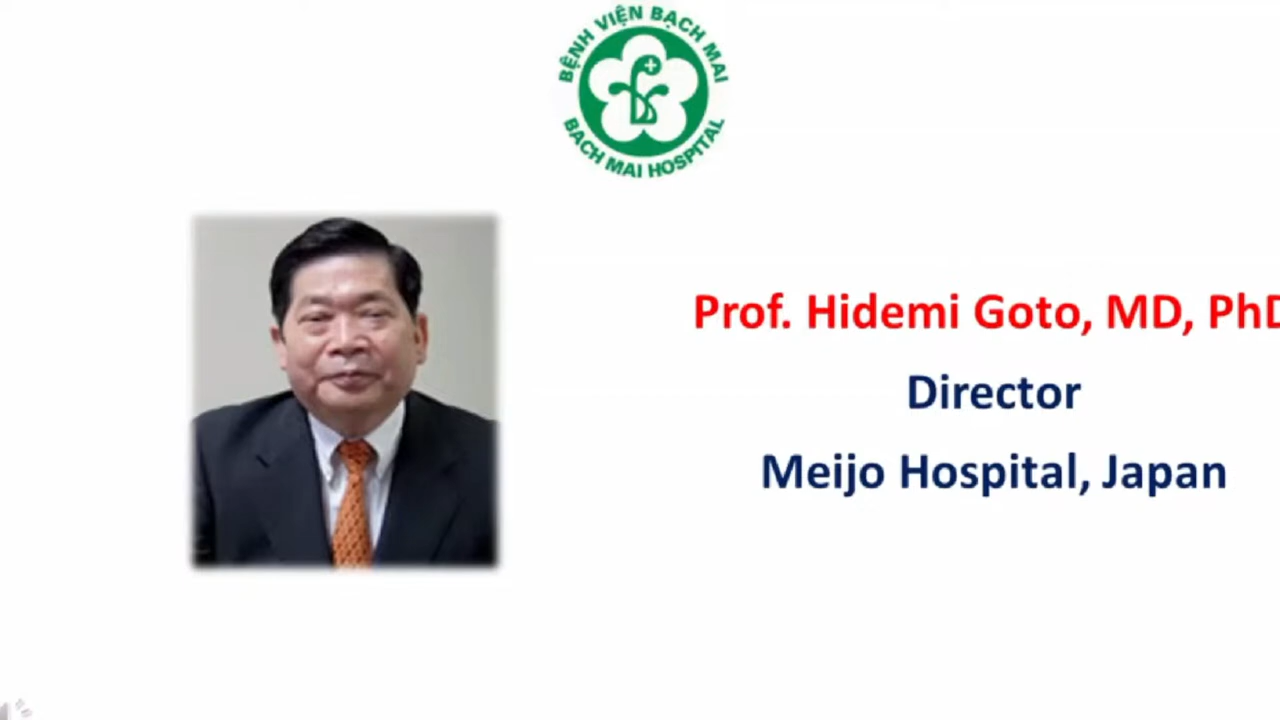 BỆNH VIỆN BẠCH MAI
BACH MAI HOSPITAL
Prof. Hidemi Goto, MD, PhD
Director
Meijo Hospital, Japan